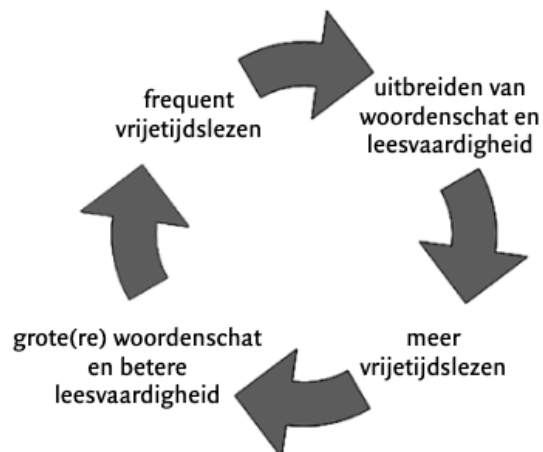 frequent
vrijetijdslezen
uitbreiden van
woordenschat en
leesvaardigheid
meer
vrijetijdslezen
grote(re) woordenschat
en betere
leesvaardigheid